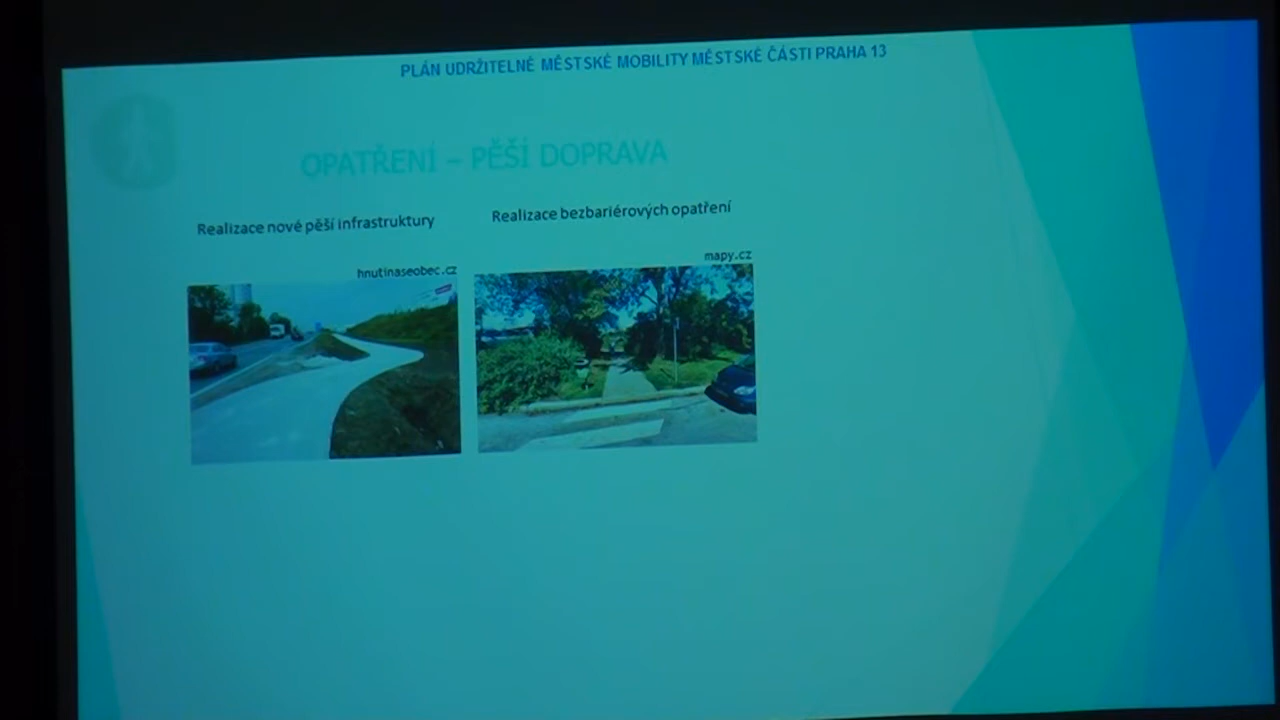 PLÁN UDRŽITELNÉ MĚSTSKÉ MOBILITY MĚSTSKÉ ČÁSTI PRAHA 13
OPATŘENÍ – PĚŠÍ DOPRAVA
Realizace nové pěší infrastruktury
Realizace bezbariérových opatření
hnutinaseobec.cz
mapy.cz